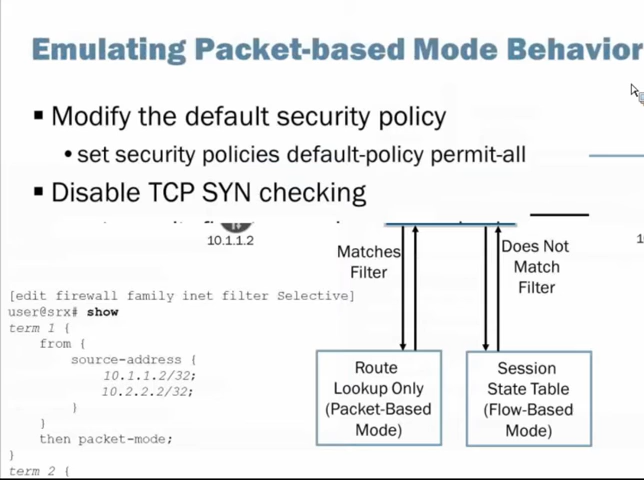 Emulating Packet-based Mode Behavior
▪ Modify the default security policy
• set security policies default-policy permit-all
▪ Disable TCP SYN checking
10.1.1.2
Matches
Filter
Does Not
Match
Filter
[edit firewall family inet filter Selective]
user@srx# show
term 1 {
from {
source-address {
10.1.1.2/32;
10.2.2.2/32;
}
}
then packet-mode;
}
term 2 {
Route
Lookup Only
(Packet-Based
Mode)
Session
State Table
(Flow-Based
Mode)